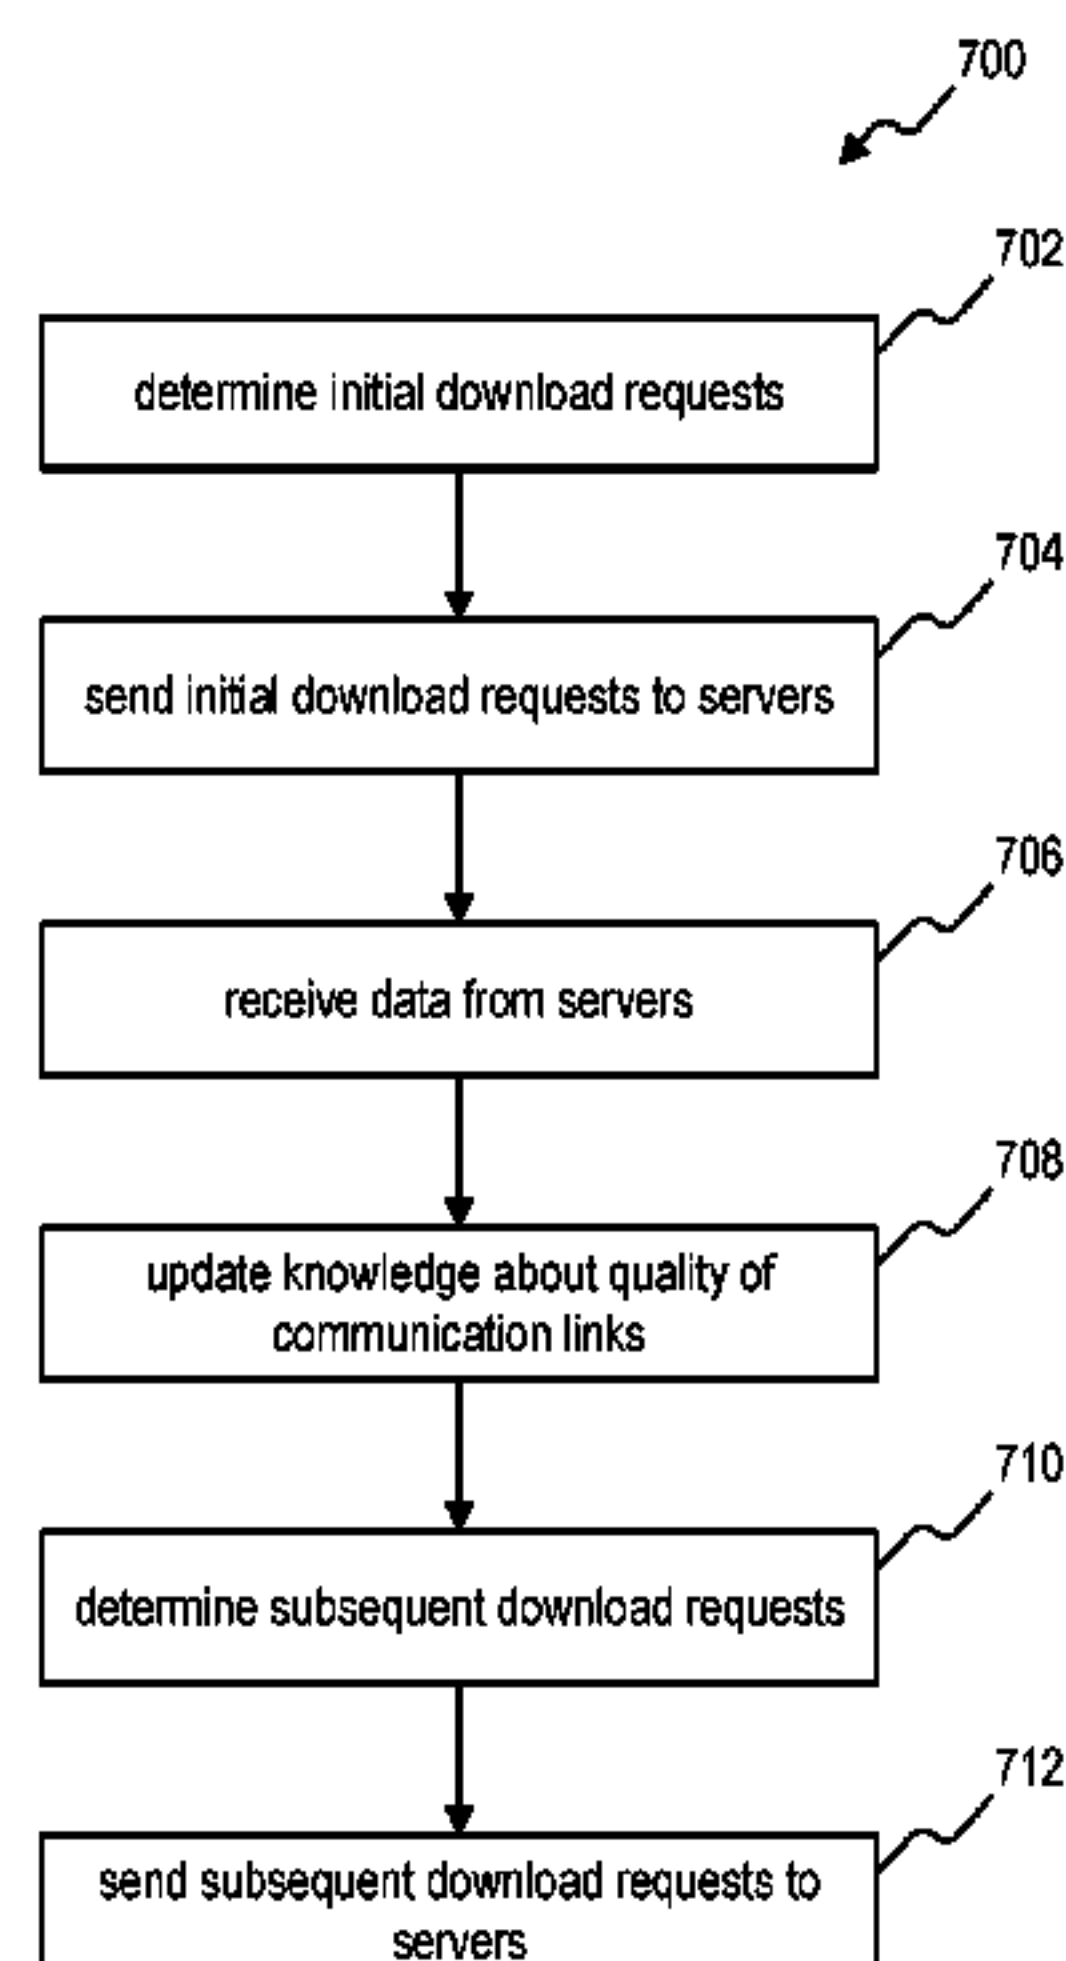 700
702
determine initial download requests
704
send initial download requests to servers
706
receive data from servers
708
update knowledge about quality of
communication links
710
determine subsequent download requests
712
send subsequent download requests to
servers